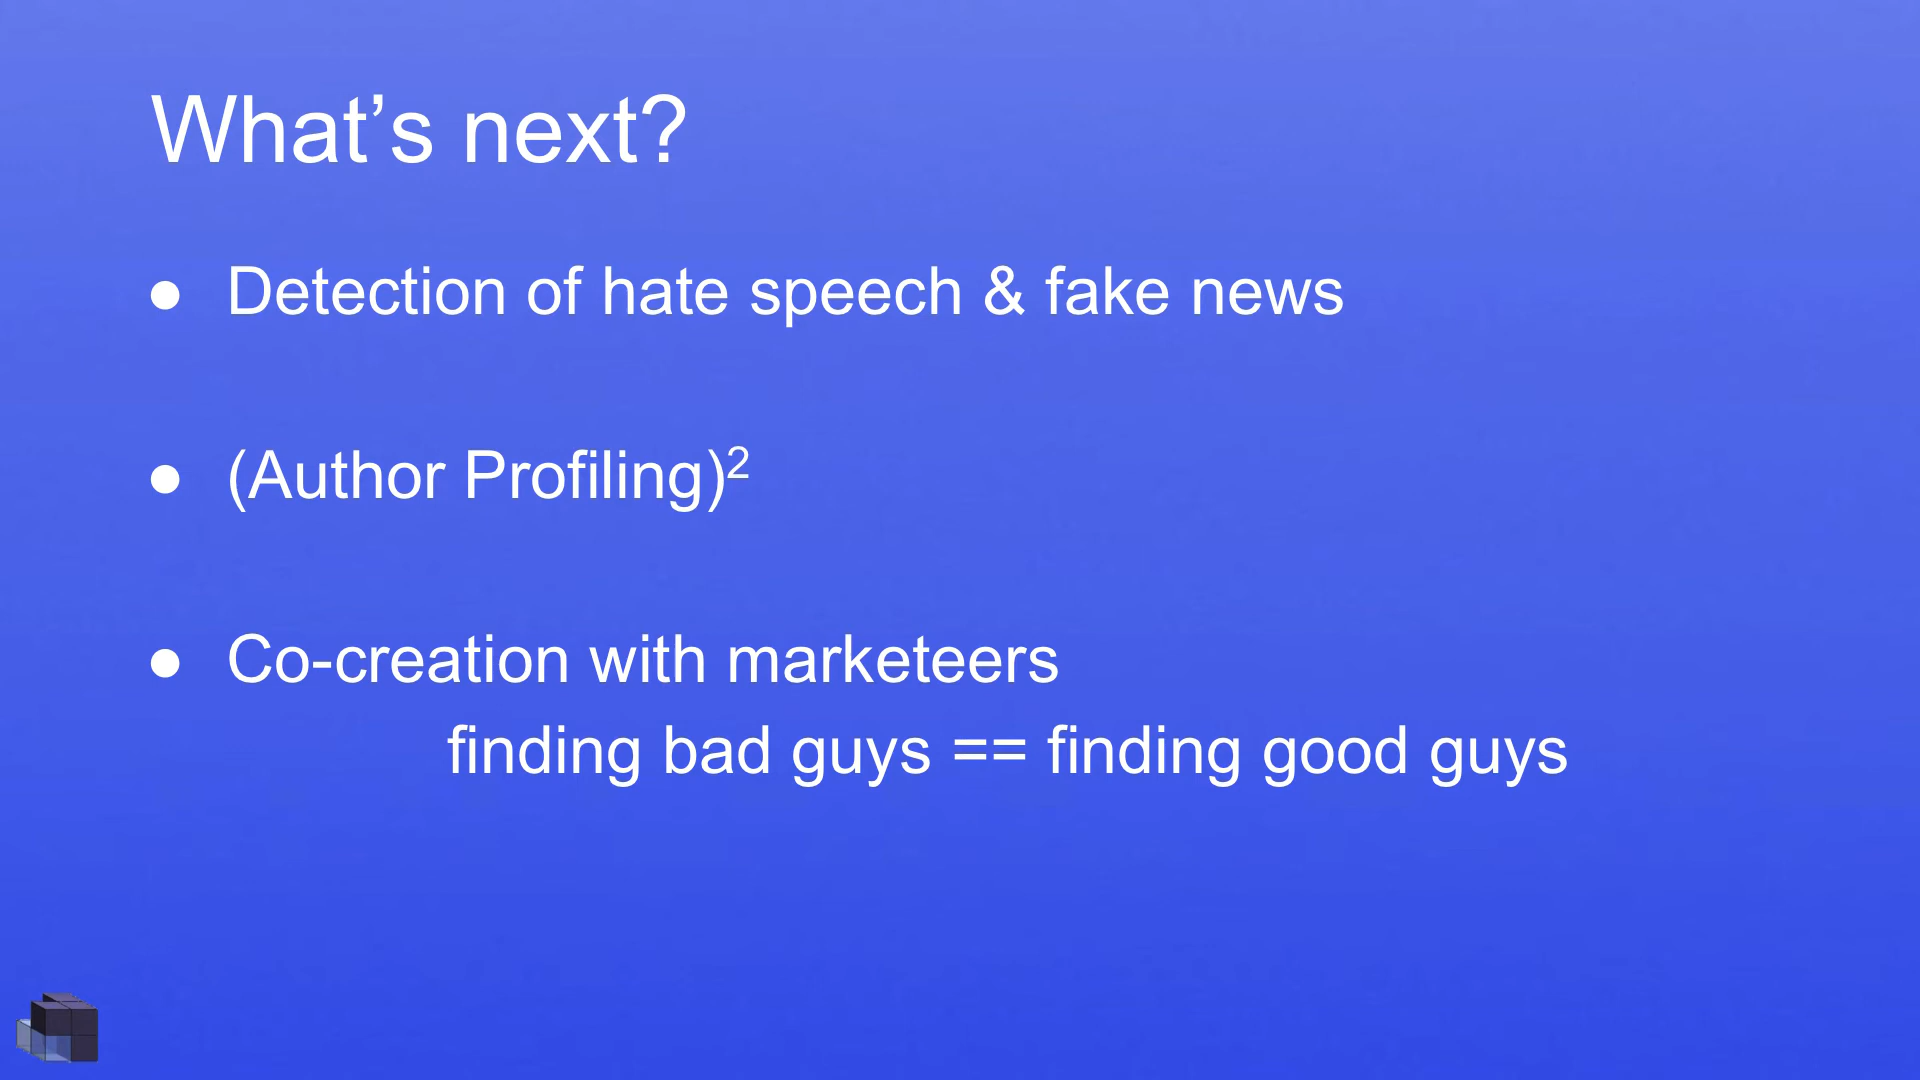 What’s next?
● Detection of hate speech & fake news
● (Author Profiling)²
● Co-creation with marketeers
finding bad guys == finding good guys